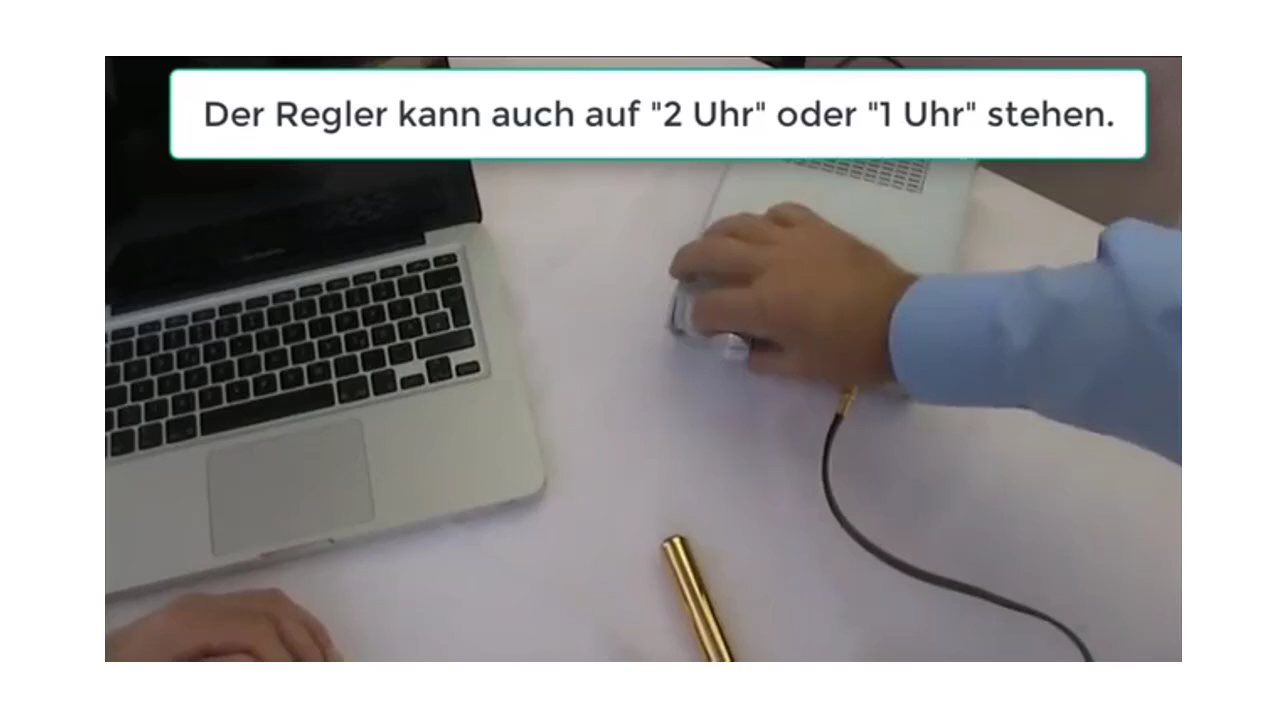 Der Regler kann auch auf "2 Uhr" oder "1 Uhr" stehen.